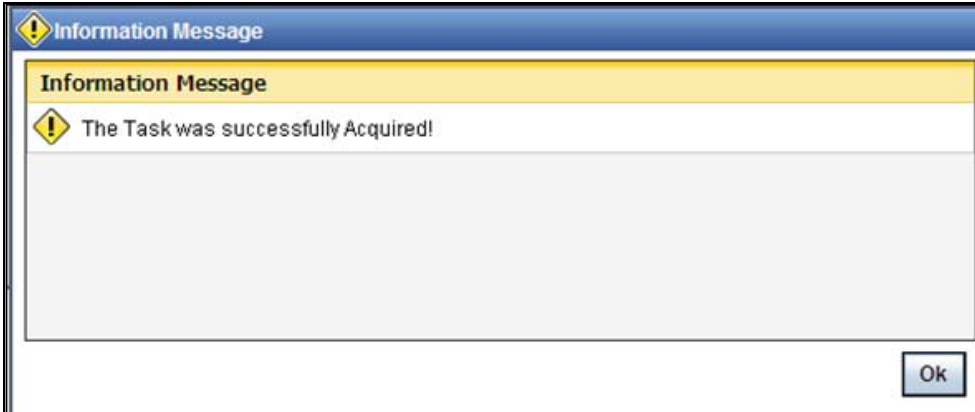 Information Message
Information Message
The Task was successfully Acquired!
Ok